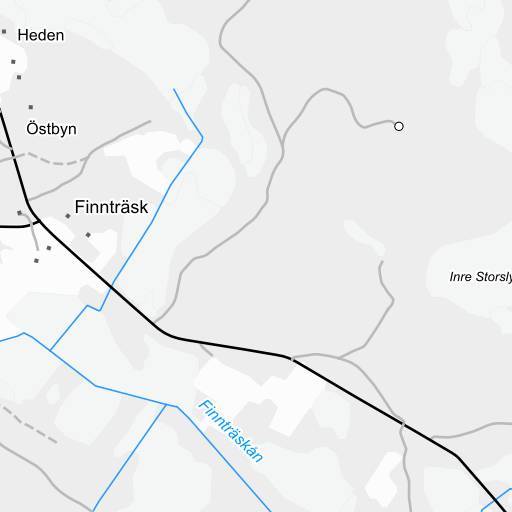 Heden
Östbyn
Finnträsk
Inre Storsly
Finnträskån